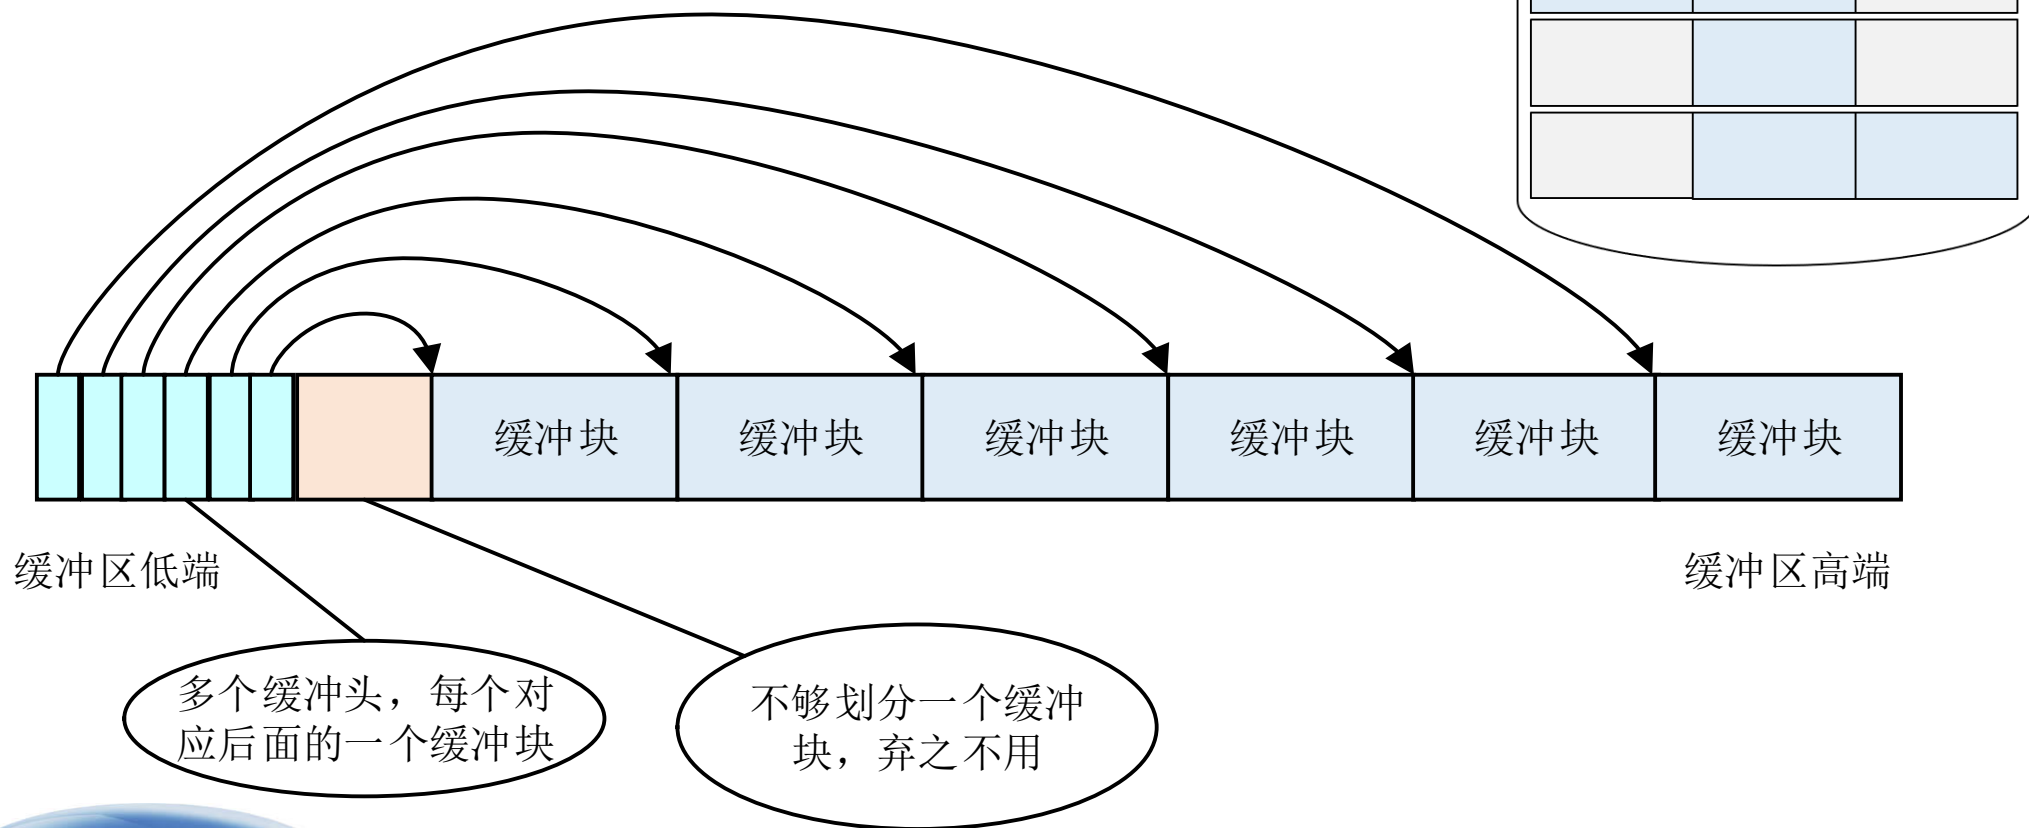 缓冲块
缓冲块
缓冲块
缓冲块
缓冲块
缓冲块
缓冲区低端
缓冲区高端
多个缓冲头，每个对
应后面的一个缓冲块
不够划分一个缓冲
块，弃之不用